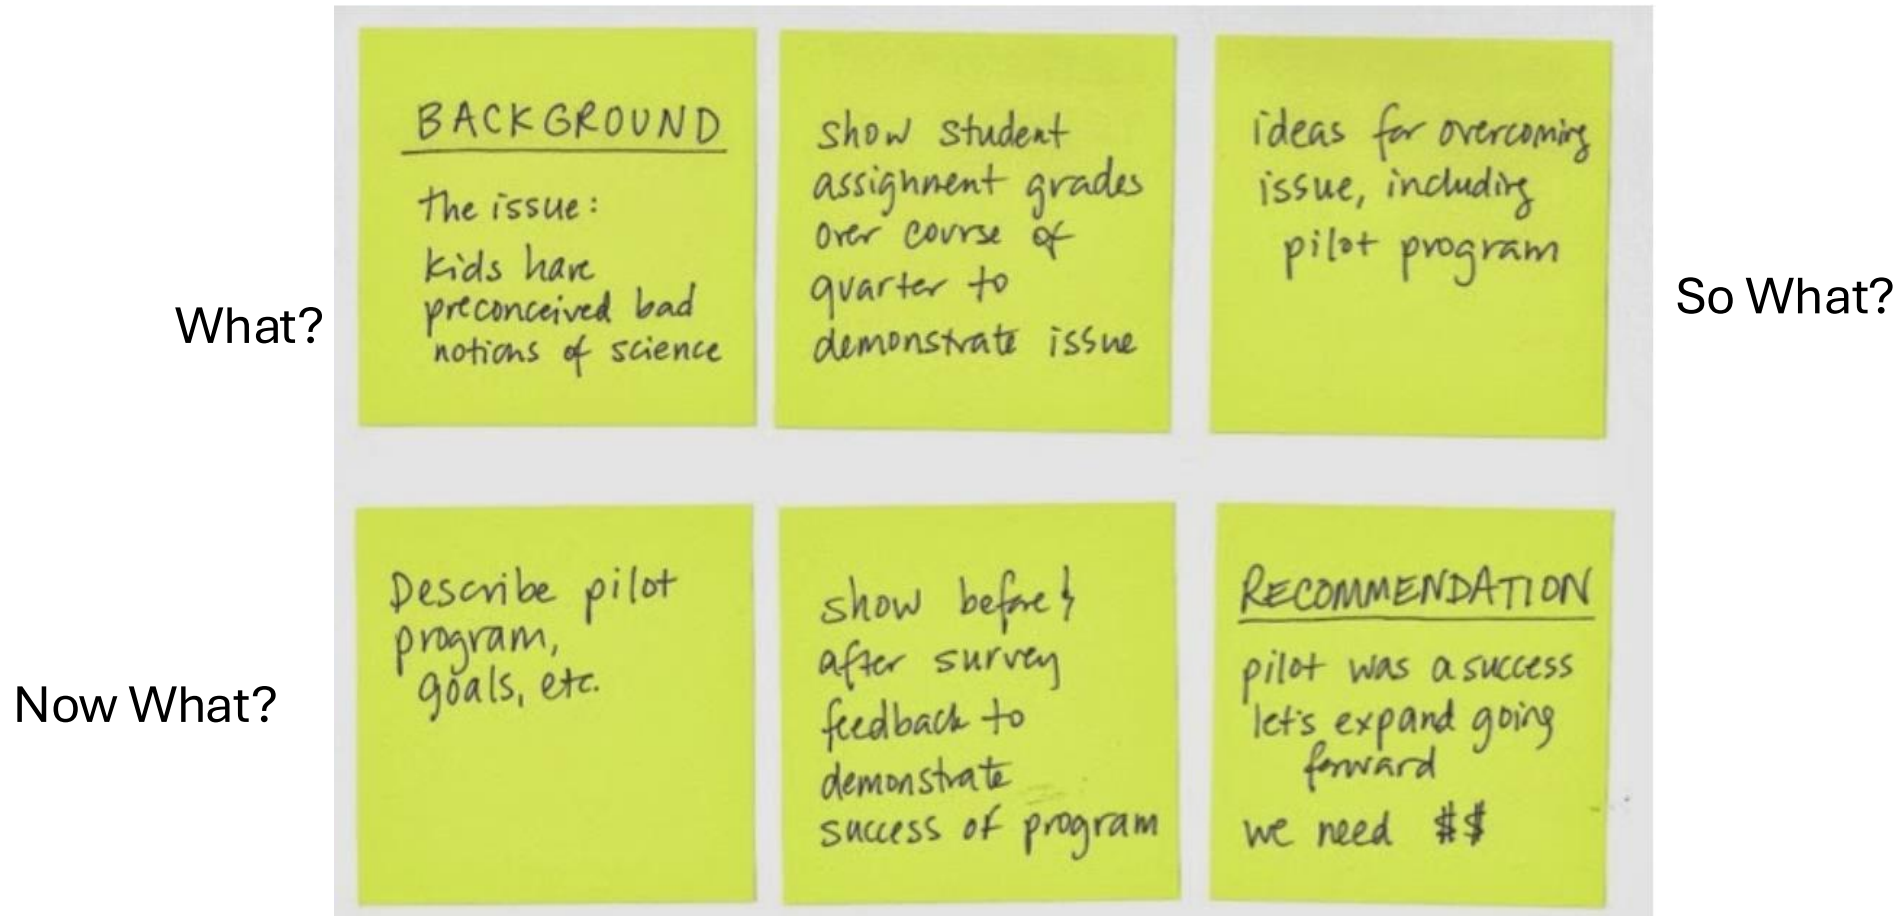 BACKGROUND
the issue:
kids have
preconceived bad
notions of science
show student
assignment grades
over course of
quarter to
demonstrate issue
ideas for overcoming
issue, including
pilot program
What?
So What?
Describe pilot
program,
goals, etc.
show before &
after survey
feedback to
demonstrate
success of program
RECOMMENDATION
pilot was a success
let's expand going
forward
we need $$
Now What?